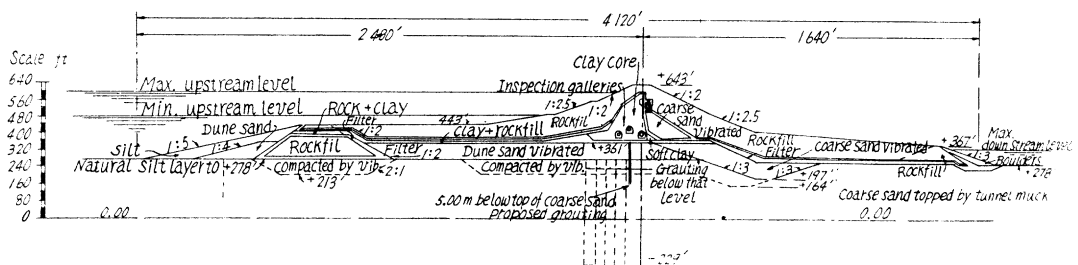 4 120'
2 480'
1 640'
Scale ft
640
560
480
400
320
240
160
80
0
Max. upstream level
Min. upstream level
Clay core
Inspection galleries
+643'
1:2
1:2.5
1:2
Rockfil
Coarse sand
vibrated
1:2.5
ROCK + CLAY
Filter
1:2
443'
Dune sand
Clay + rockfill
Silt
1:5
1:4
Rockfil
Filter
1:2
Dune sand vibrated
+361'
Soft clay
Rockfill
Filter
coarse sand vibrated
+367'
Max. down stream level
1:3
Boulders
+278
Rockfill
Natural silt layer to +278'
Compacted by vib.
2:1
Compacted by vib.
Grouting below that level
1:3
1:3
+197'
+164'
+213'
5.00 m below top of coarse sand
Proposed grouting
Coarse sand topped by tunnel muck
0.00
0.00
-229'